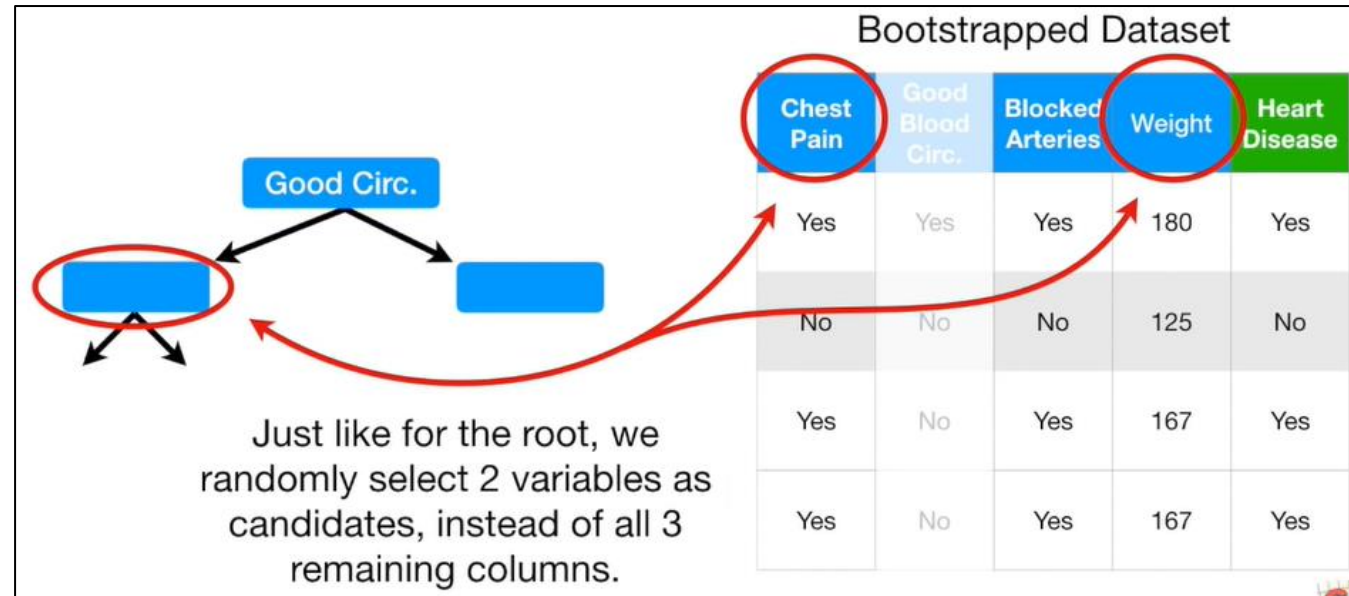 Bootstrapped Dataset
Good Circ.
Just like for the root, we
randomly select 2 variables as
candidates, instead of all 3
remaining columns.
Chest Pain Good Blood Circ. Blocked Arteries Weight Heart Disease
Yes Yes Yes 180 Yes
No No No 125 No
Yes No Yes 167 Yes
Yes No Yes 167 Yes